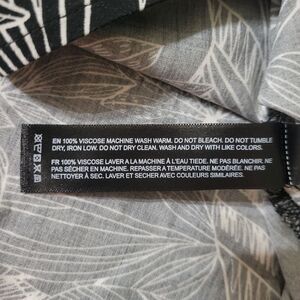 EN 100% VISCOSE MACHINE WASH WARM. DO NOT BLEACH. DO NOT TUMBLE
DRY, IRON LOW. DO NOT DRY CLEAN. WASH AND DRY WITH LIKE COLORS.
FR 100% VISCOSE LAVER A LA MACHINE À L'EAU TIEDE. NE PAS BLANCHIR. NE
PAS SÉCHER EN MACHINE. REPASSER A TEMPERATURE MODÉRÉE. NE PAS
NETTOYER À SEC. LAVER ET SECHER AVEC COULEURS SIMILAIRES.